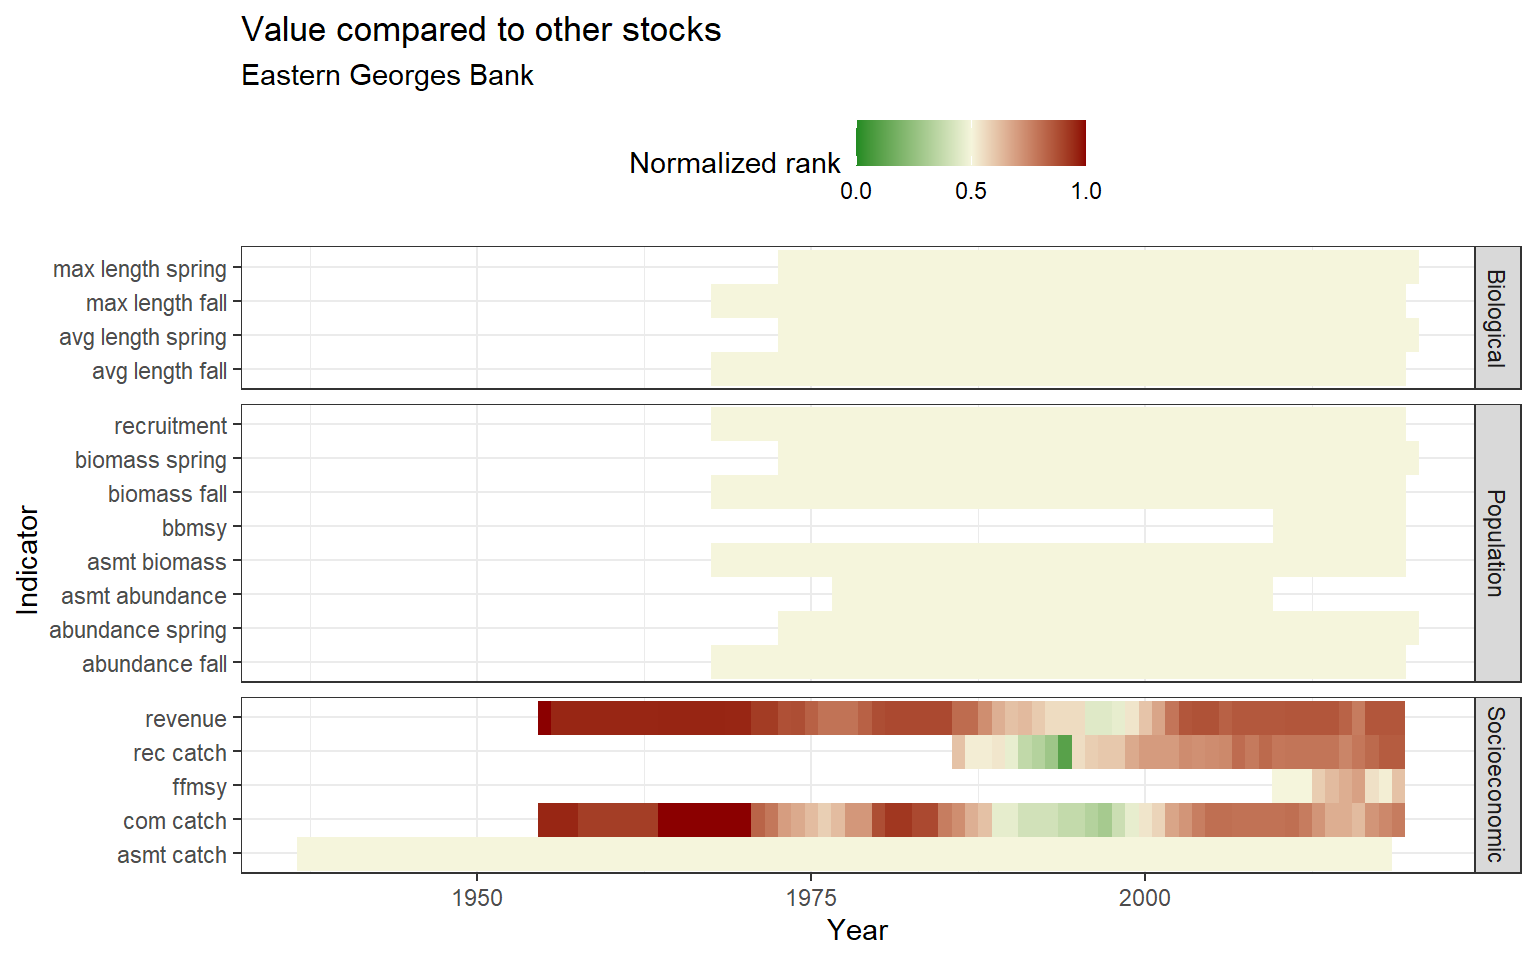 Value compared to other stocks
Eastern Georges Bank
Normalized rank
0.0 0.5 1.0
max length spring
max length fall
avg length spring
avg length fall
Biological
recruitment
biomass spring
biomass fall
bbmsy
asmt biomass
asmt abundance
abundance spring
abundance fall
Population
revenue
rec catch
ffmsy
com catch
asmt catch
Socioeconomic
Indicator
1950 1975 2000
Year